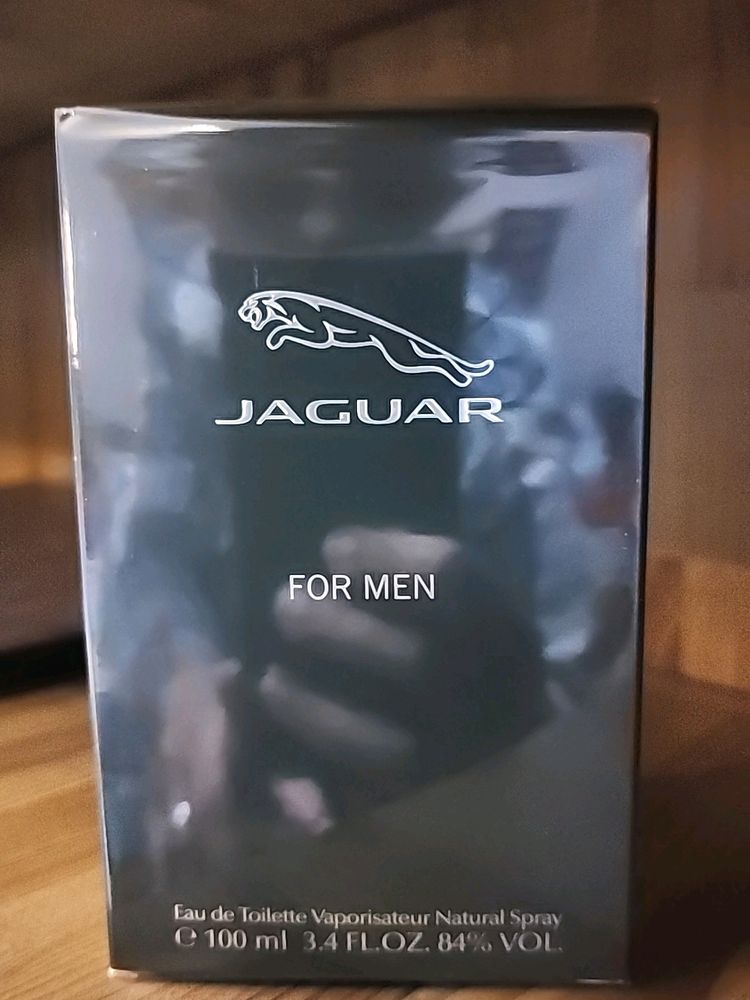 JAGUAR
FOR MEN
Eau de Toilette Vaporisateur Natural Spray
℮ 100 ml 3.4 FL.OZ. 84% VOL.